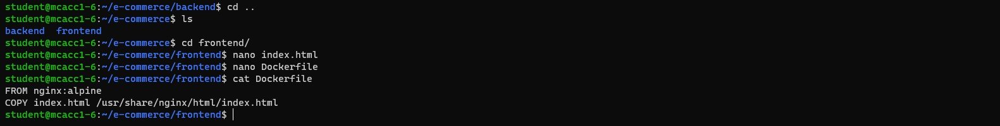 student@mcacc1-6:~/e-commerce/backend$ cd ..
student@mcacc1-6:~/e-commerce$ ls
backend  frontend
student@mcacc1-6:~/e-commerce$ cd frontend/
student@mcacc1-6:~/e-commerce/frontend$ nano index.html
student@mcacc1-6:~/e-commerce/frontend$ nano Dockerfile
student@mcacc1-6:~/e-commerce/frontend$ cat Dockerfile
FROM nginx:alpine
COPY index.html /usr/share/nginx/html/index.html
student@mcacc1-6:~/e-commerce/frontend$